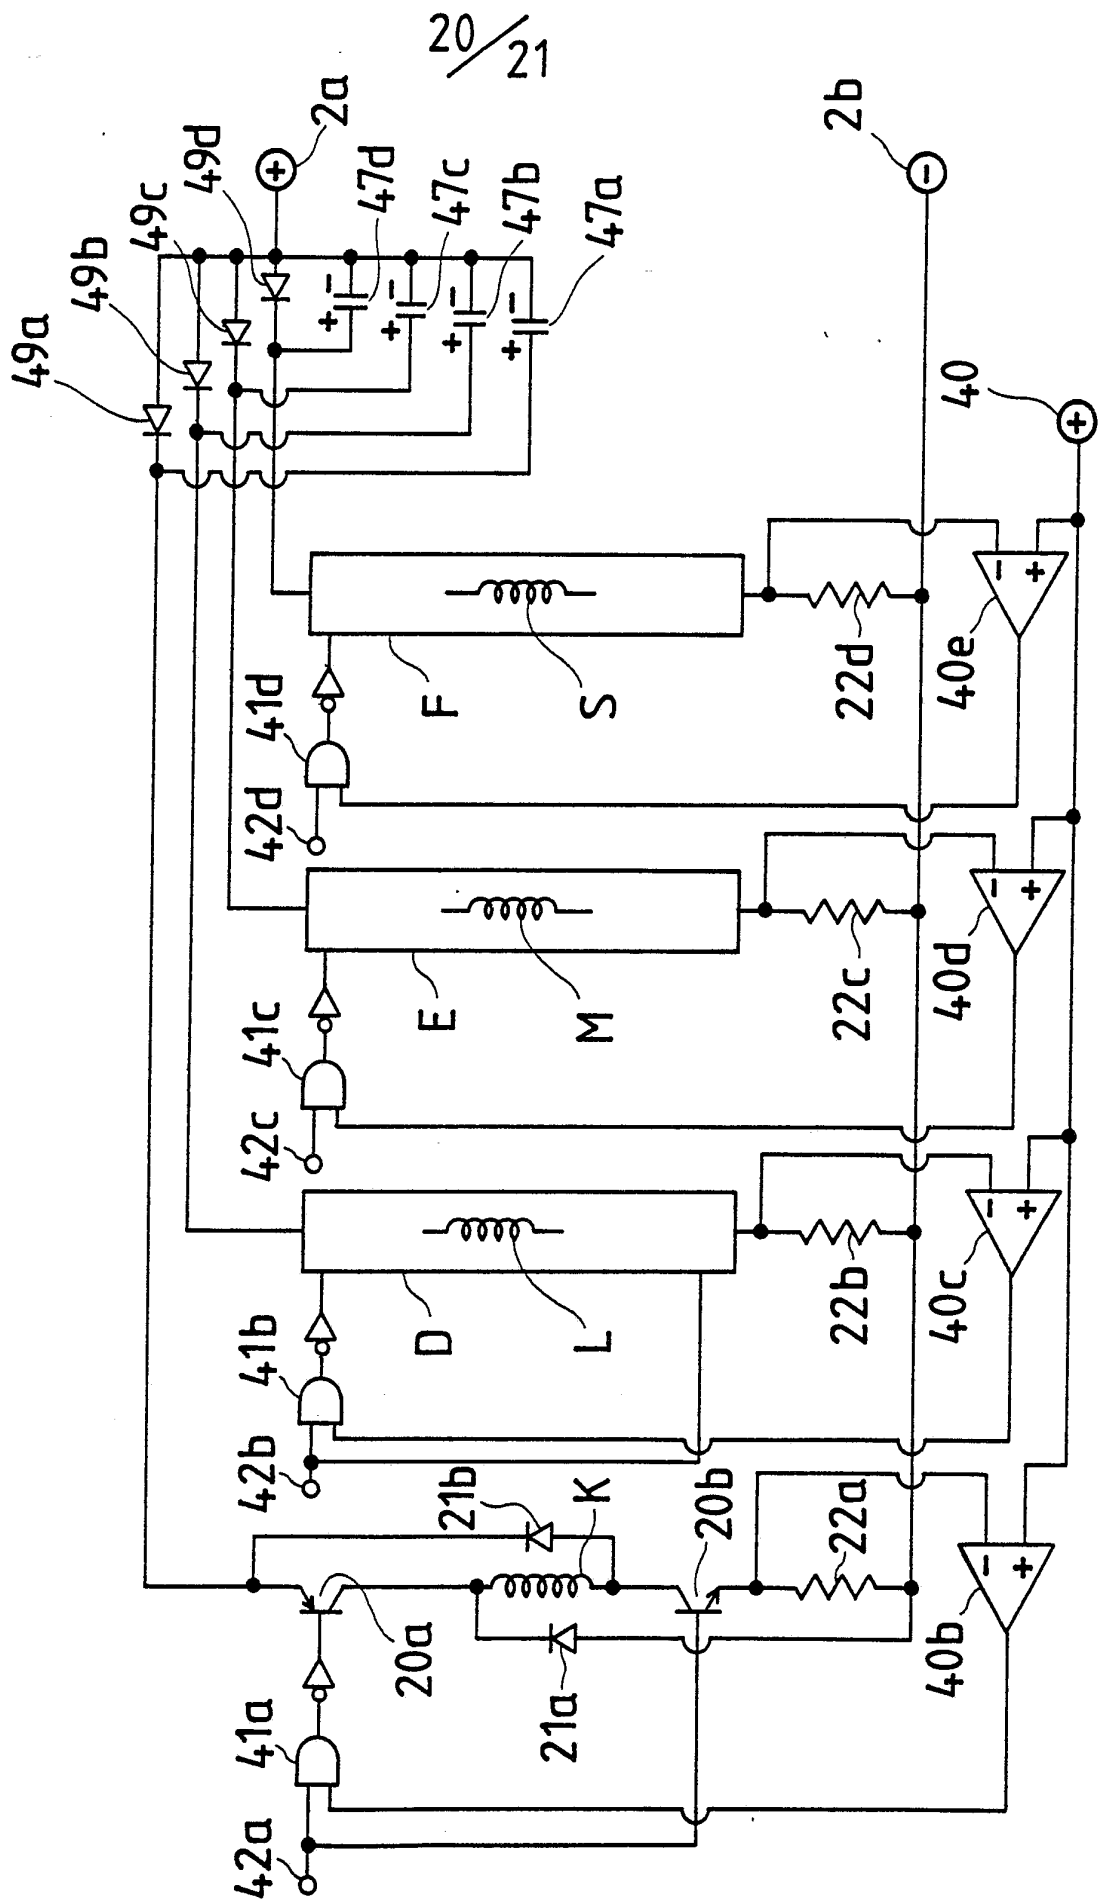 20/21
49a
49b
49c
49d
2a
47d
47c
47b
47a
2b
40
42d
41d
F
S
22d
40e
42c
41c
E
M
22c
40d
42b
41b
D
L
22b
40c
42a
41a
20a
21b
K
21a
20b
22a
40b
+
−
+ −
+ −
+ −
+ −
+
− +
− +
− +
− +